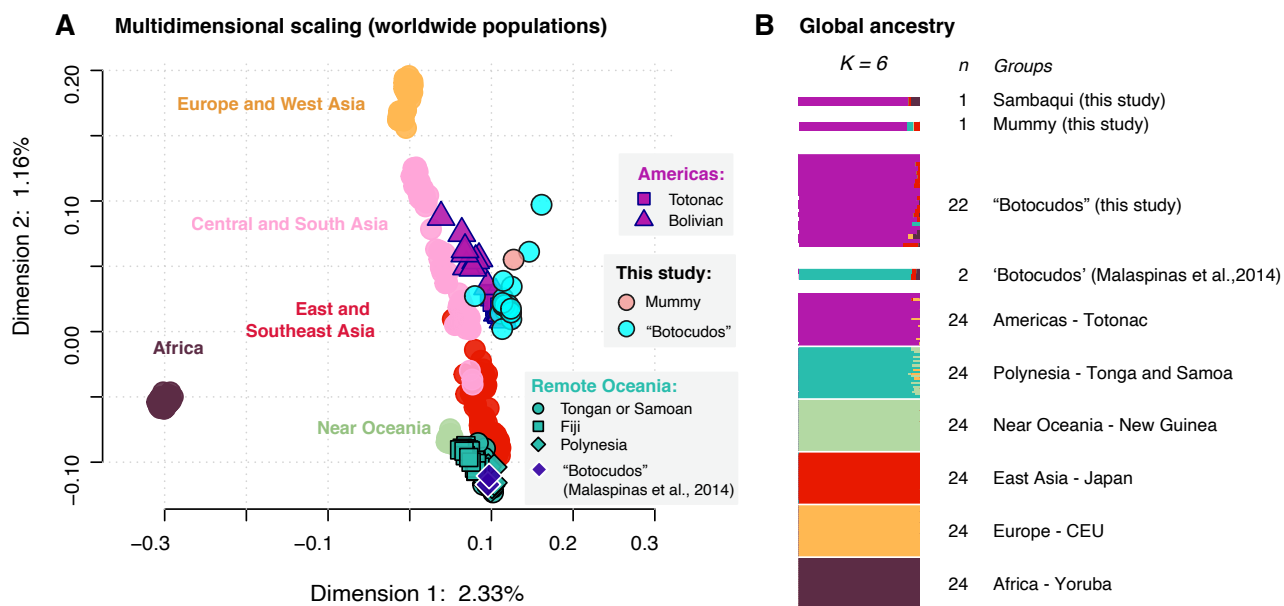 A Multidimensional scaling (worldwide populations)
Dimension 2: 1.16%
0.20
0.10
0.00
−0.10
Europe and West Asia
Central and South Asia
East and
Southeast Asia
Africa
Near Oceania
Americas:
Totonac
Bolivian
This study:
Mummy
“Botocudos”
Remote Oceania:
Tongan or Samoan
Fiji
Polynesia
“Botocudos”
(Malaspinas et al., 2014)
−0.3 −0.1 0.1 0.2 0.3
Dimension 1: 2.33%
B Global ancestry
K = 6 n Groups
1 Sambaqui (this study)
1 Mummy (this study)
22 “Botocudos” (this study)
2 ‘Botocudos’ (Malaspinas et al.,2014)
24 Americas - Totonac
24 Polynesia - Tonga and Samoa
24 Near Oceania - New Guinea
24 East Asia - Japan
24 Europe - CEU
24 Africa - Yoruba